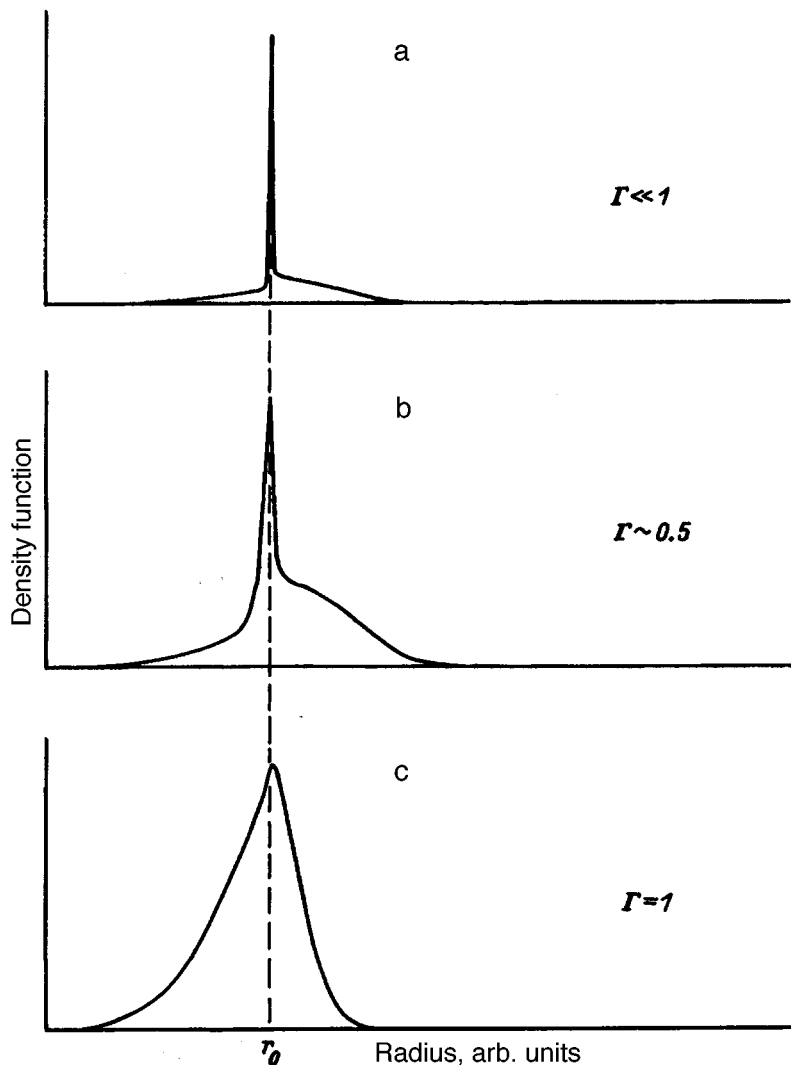 a
Γ≪1
b
Γ~0.5
Density function
c
Γ=1
r₀
Radius, arb. units